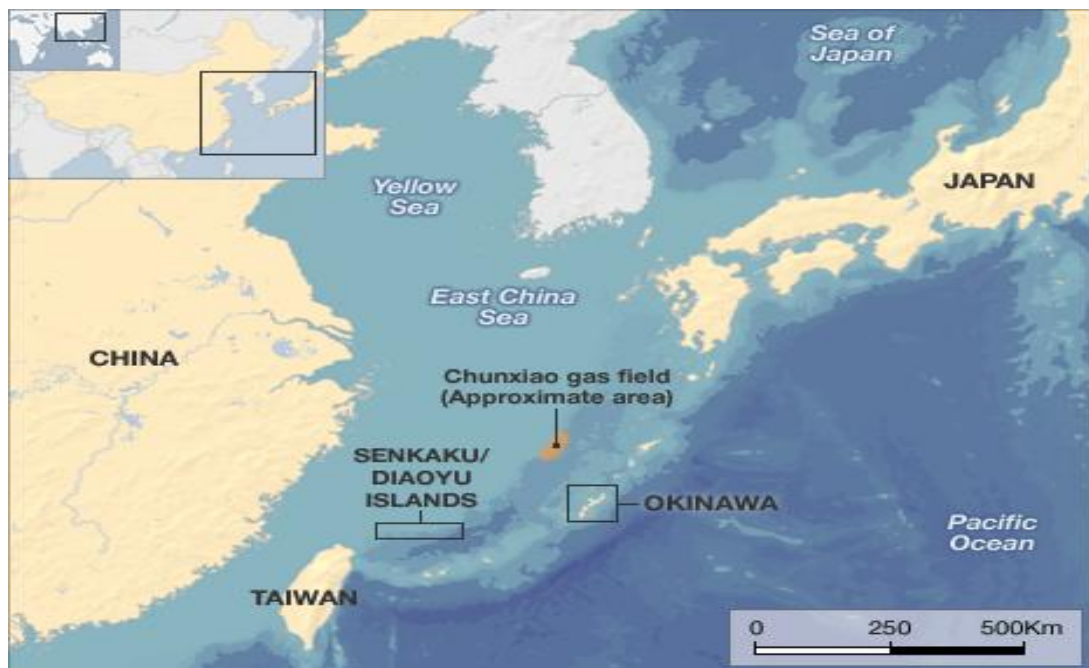 Sea of
Japan
JAPAN
Yellow
Sea
East China
Sea
CHINA
Chunxiao gas field
(Approximate area)
SENKAKU/
DIAOYU
ISLANDS
OKINAWA
Pacific
Ocean
TAIWAN
0 250 500Km